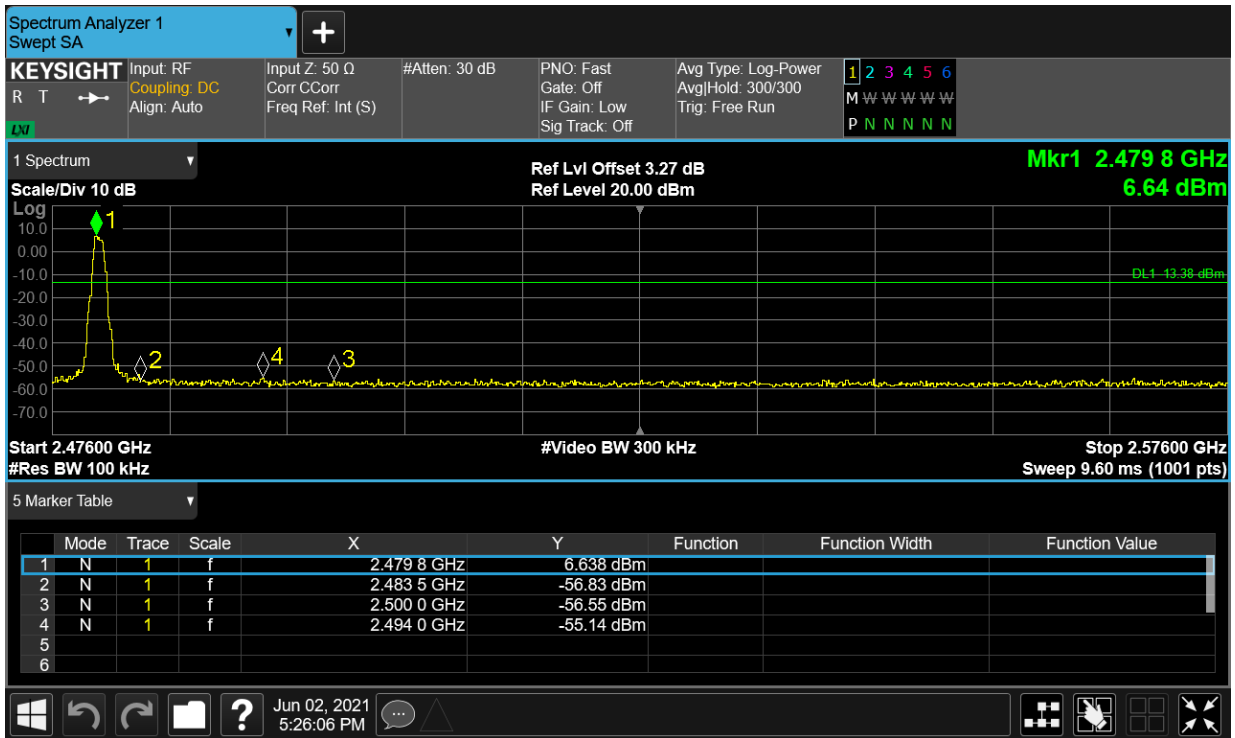 Spectrum Analyzer 1
Swept SA
KEYSIGHT
R T
LXI
Input: RF
Coupling: DC
Align: Auto
Input Z: 50 Ω
Corr CCorr
Freq Ref: Int (S)
#Atten: 30 dB
PNO: Fast
Gate: Off
IF Gain: Low
Sig Track: Off
Avg Type: Log-Power
Avg|Hold: 300/300
Trig: Free Run
1 2 3 4 5 6
M W W W W W
P N N N N N
1 Spectrum
Scale/Div 10 dB
Ref Lvl Offset 3.27 dB
Ref Level 20.00 dBm
Mkr1 2.479 8 GHz
6.64 dBm
Log
10.0
0.00
-10.0
-20.0
-30.0
-40.0
-50.0
-60.0
-70.0
1
DL1 -13.38 dBm
2
4
3
Start 2.47600 GHz
#Res BW 100 kHz
#Video BW 300 kHz
Stop 2.57600 GHz
Sweep 9.60 ms (1001 pts)
5 Marker Table
Mode Trace Scale X Y Function Function Width Function Value
1 N 1 f 2.479 8 GHz 6.638 dBm
2 N 1 f 2.483 5 GHz -56.83 dBm
3 N 1 f 2.500 0 GHz -56.55 dBm
4 N 1 f 2.494 0 GHz -55.14 dBm
5
6
?
Jun 02, 2021
5:26:06 PM